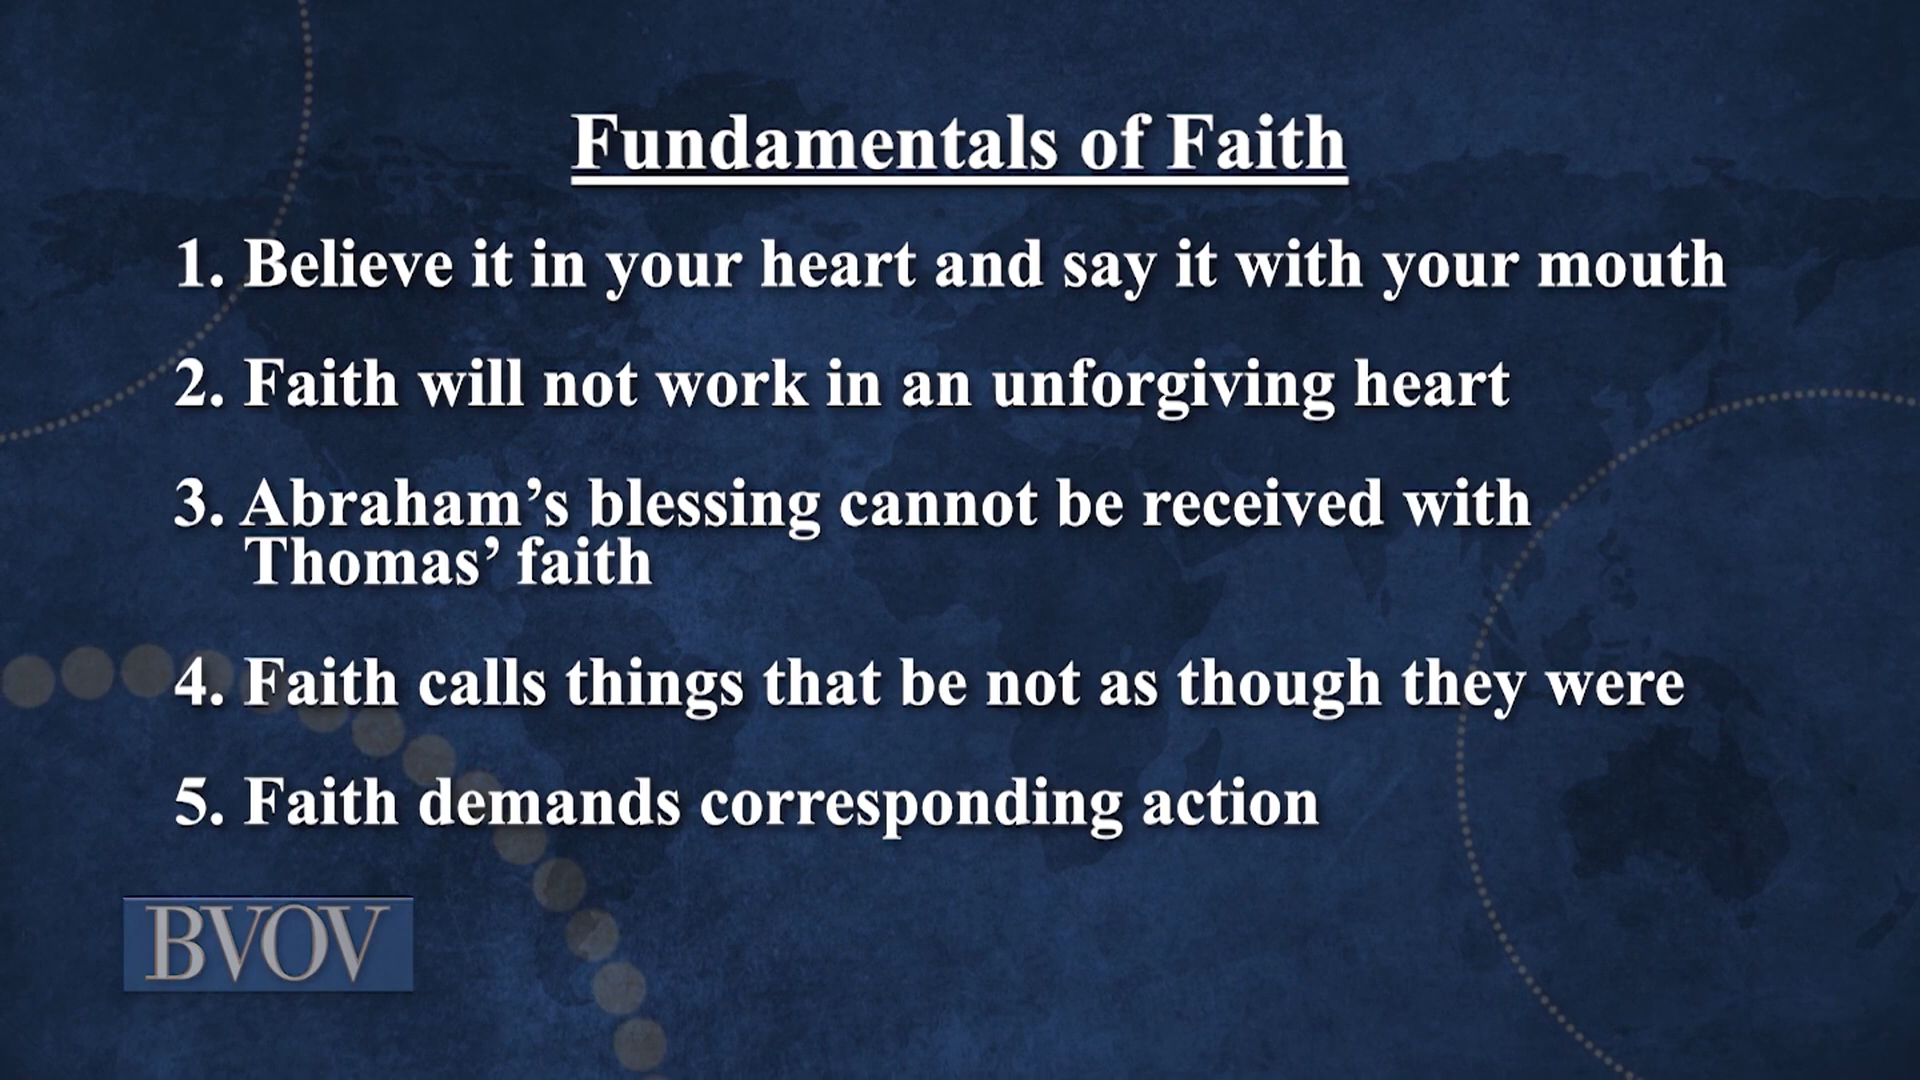 Fundamentals of Faith
1. Believe it in your heart and say it with your mouth
2. Faith will not work in an unforgiving heart
3. Abraham’s blessing cannot be received with
Thomas’ faith
4. Faith calls things that be not as though they were
5. Faith demands corresponding action
BVOV